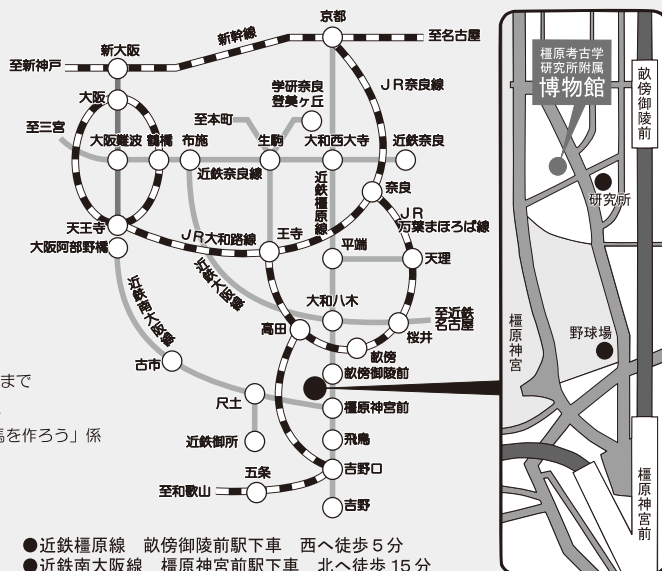 京都
至名古屋
新幹線
新大阪
至新神戸
JR奈良線
大阪
学研奈良
登美ヶ丘
至本町
至三宮
大阪難波
鶴橋
布施
生駒
大和西大寺
近鉄奈良
近鉄奈良線
近鉄橿原線
奈良
JR
万葉まほろば線
天王寺
JR大和路線
王寺
大阪阿部野橋
平端
天理
近鉄大阪線
近鉄南大阪線
大和八木
至近鉄
名古屋
高田
桜井
畝傍
古市
畝傍御陵前
まで
尺土
橿原神宮前
馬を作ろう」係
近鉄御所
飛鳥
五条
吉野口
至和歌山
吉野
橿原考古学
研究所附属
博物館
畝傍御陵前
研究所
橿原神宮
野球場
橿原神宮前
●近鉄橿原線　畝傍御陵前駅下車　西へ徒歩5分
●近鉄南大阪線　橿原神宮前駅下車　北へ徒歩15分